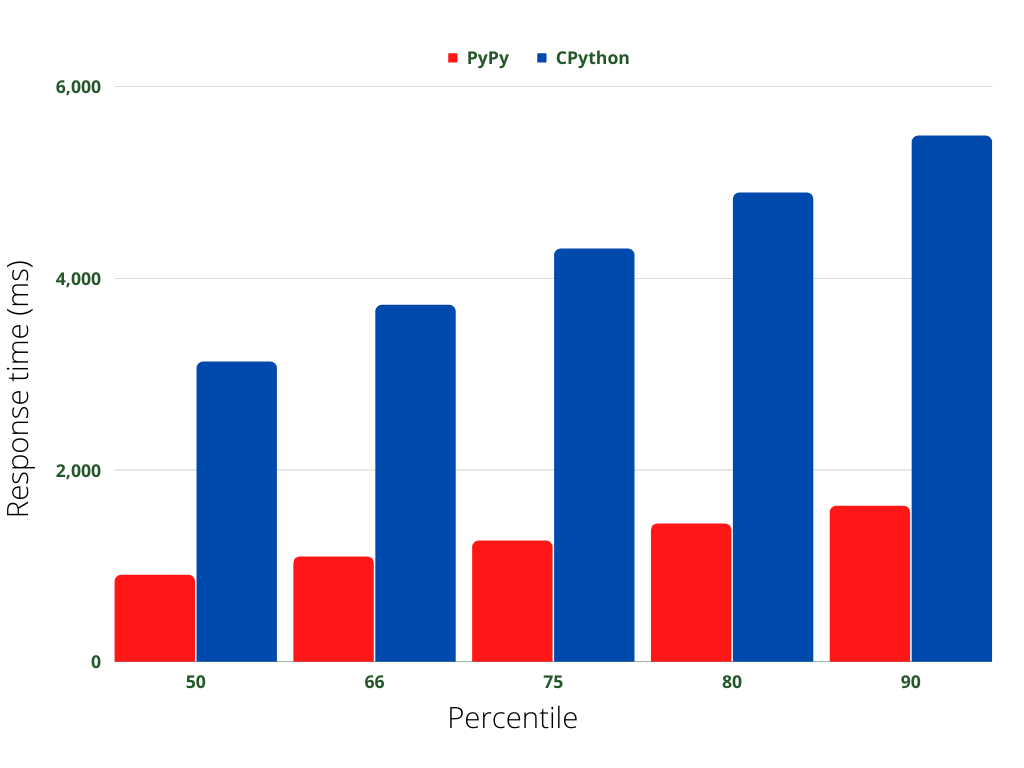 PyPy CPython
6,000
4,000
2,000
0
Response time (ms)
50 66 75 80 90
Percentile